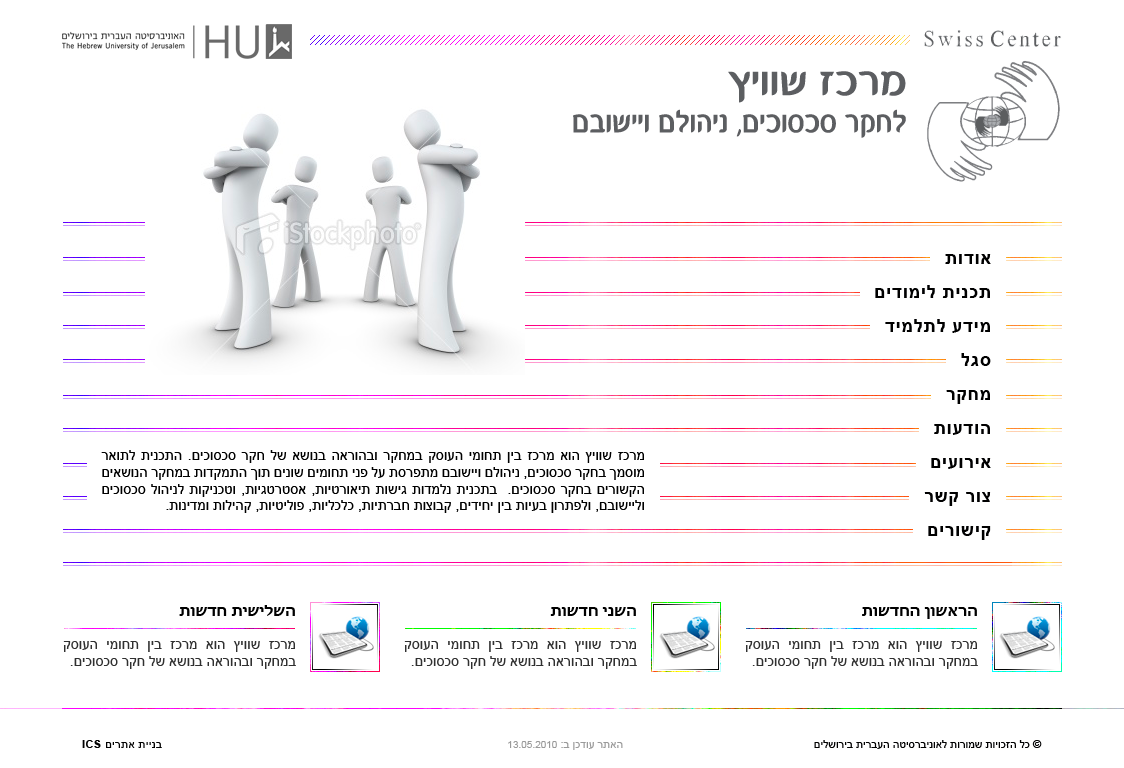 Swiss Center
האוניברסיטה העברית בירושלים
The Hebrew University of Jerusalem
HU
מרכז שוויץ
לחקר סכסוכים, ניהולם ויישובם
iStockphoto
אודות
תכנית לימודים
מידע לתלמיד
סגל
מחקר
הודעות
אירועים
צור קשר
קישורים
מרכז שוויץ הוא מרכז בין תחומי העוסק במחקר ובהוראה בנושא של חקר סכסוכים. התכנית לתואר
מוסמך בחקר סכסוכים, ניהולם ויישובם מתפרסת על פני תחומים שונים תוך התמקדות במחקר הנושאים
הקשורים בחקר סכסוכים. בתכנית נלמדות גישות תיאורטיות, אסטרטגיות, וטכניקות לניהול סכסוכים
וליישובם, ולפתרון בעיות בין יחידים, קבוצות חברתיות, כלכליות, פוליטיות, קהילות ומדינות.
הראשון החדשות
מרכז שוויץ הוא מרכז בין תחומי העוסק
במחקר ובהוראה בנושא של חקר סכסוכים.
השני חדשות
מרכז שוויץ הוא מרכז בין תחומי העוסק
במחקר ובהוראה בנושא של חקר סכסוכים.
השלישית חדשות
מרכז שוויץ הוא מרכז בין תחומי העוסק
במחקר ובהוראה בנושא של חקר סכסוכים.
© כל הזכויות שמורות לאוניברסיטה העברית בירושלים
האתר עודכן ב: 13.05.2010
בניית אתרים ICS